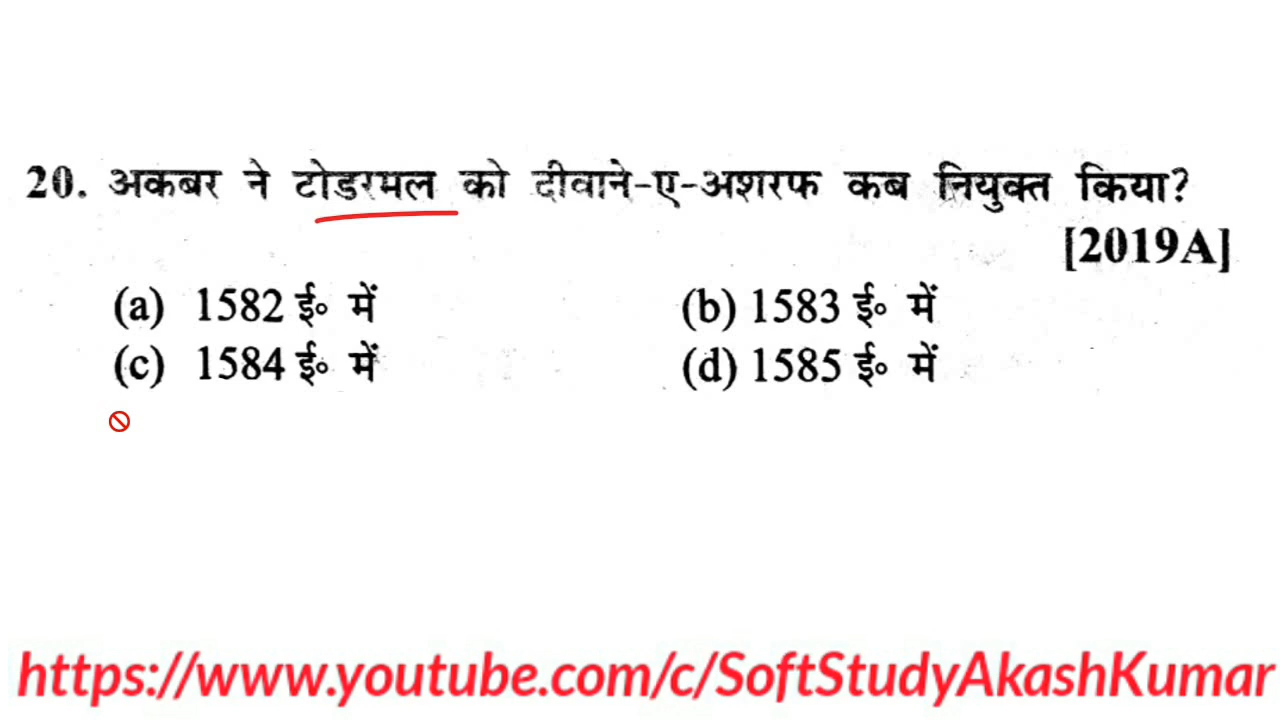 20. अकबर ने टोडरमल को दीवाने-ए-अशरफ कब नियुक्त किया?
[2019A]
(a) 1582 ई० में (b) 1583 ई० में
(c) 1584 ई० में (d) 1585 ई० में
https://www.youtube.com/c/SoftStudyAkashKumar